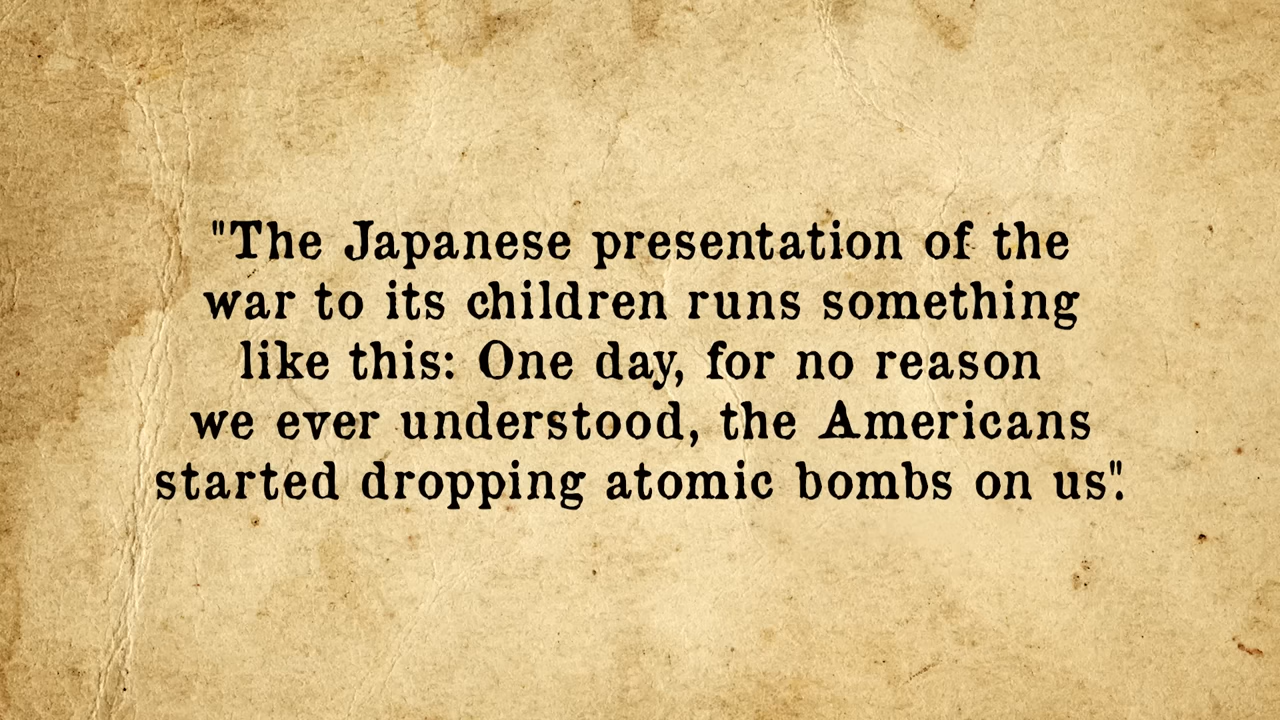 "The Japanese presentation of the
war to its children runs something
like this: One day, for no reason
we ever understood, the Americans
started dropping atomic bombs on us".